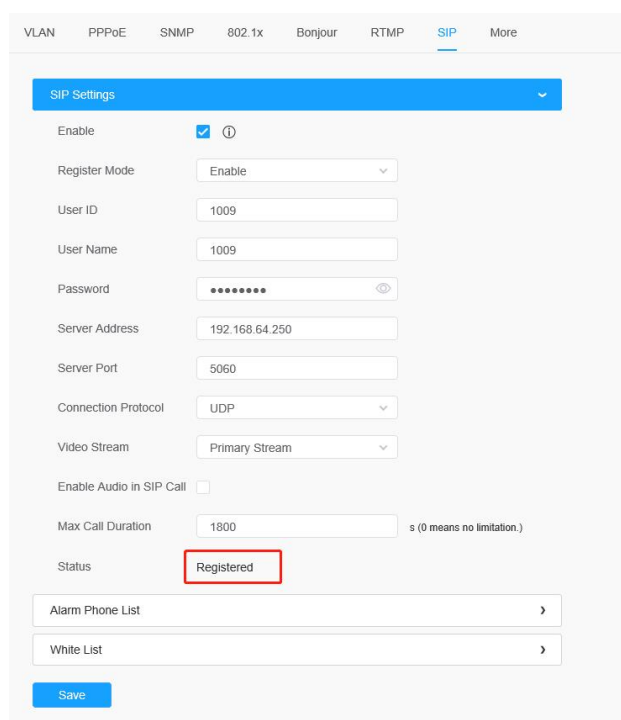 VLAN PPPoE SNMP 802.1x Bonjour RTMP SIP More
SIP Settings
Enable
Register Mode Enable
User ID 1009
User Name 1009
Password ●●●●●●●●
Server Address 192.168.64.250
Server Port 5060
Connection Protocol UDP
Video Stream Primary Stream
Enable Audio in SIP Call
Max Call Duration 1800 s (0 means no limitation.)
Status Registered
Alarm Phone List
White List
Save